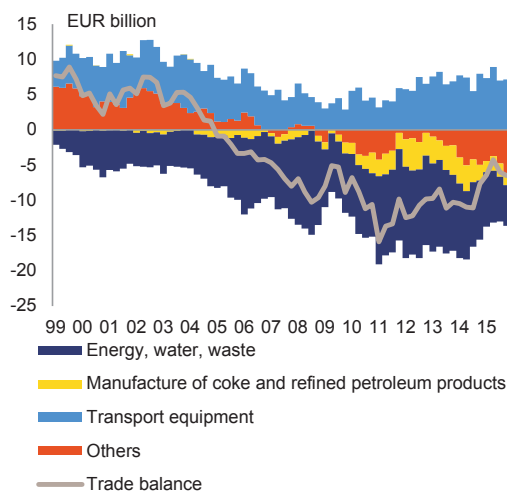 EUR billion
15
10
5
0
-5
-10
-15
-20
-25
99 00 01 02 03 04 05 06 07 08 09 10 11 12 13 14 15
Energy, water, waste
Manufacture of coke and refined petroleum products
Transport equipment
Others
Trade balance